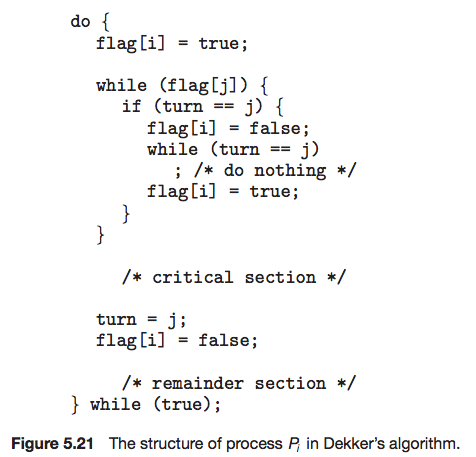 do {
flag[i] = true;
while (flag[j]) {
if (turn == j) {
flag[i] = false;
while (turn == j)
; /* do nothing */
flag[i] = true;
}
}
/* critical section */
turn = j;
flag[i] = false;
/* remainder section */
} while (true);
Figure 5.21 The structure of process Pi in Dekker's algorithm.